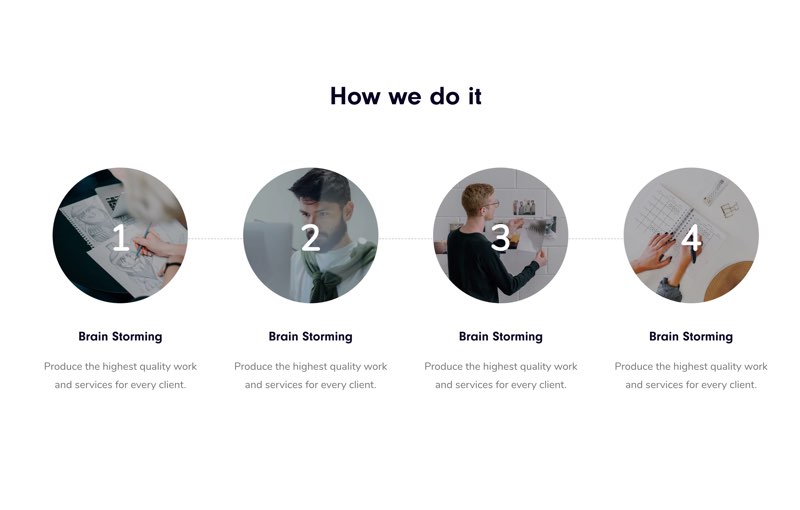 How we do it
1
2
3
4
Brain Storming
Produce the highest quality work
and services for every client.
Brain Storming
Produce the highest quality work
and services for every client.
Brain Storming
Produce the highest quality work
and services for every client.
Brain Storming
Produce the highest quality work
and services for every client.